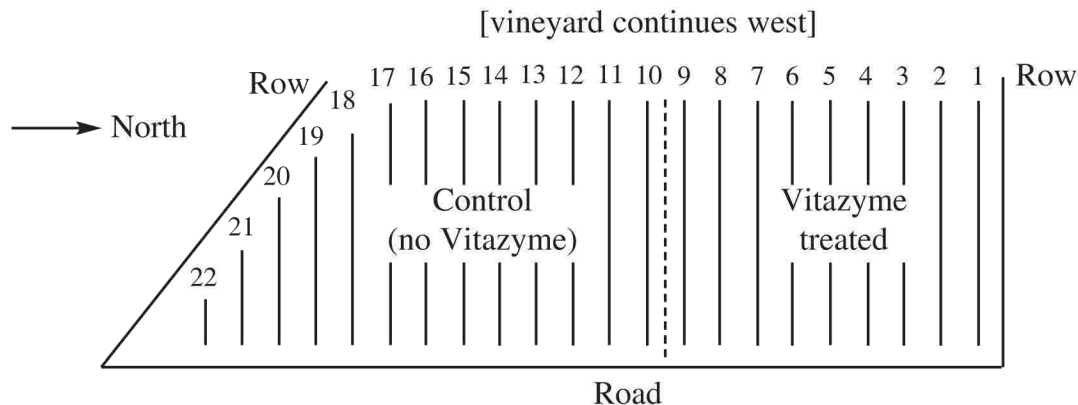 [vineyard continues west]
Row 18 17 16 15 14 13 12 11 10 9 8 7 6 5 4 3 2 1 Row
North
19
20
21
22
Control
(no Vitazyme)
Vitazyme
treated
Road